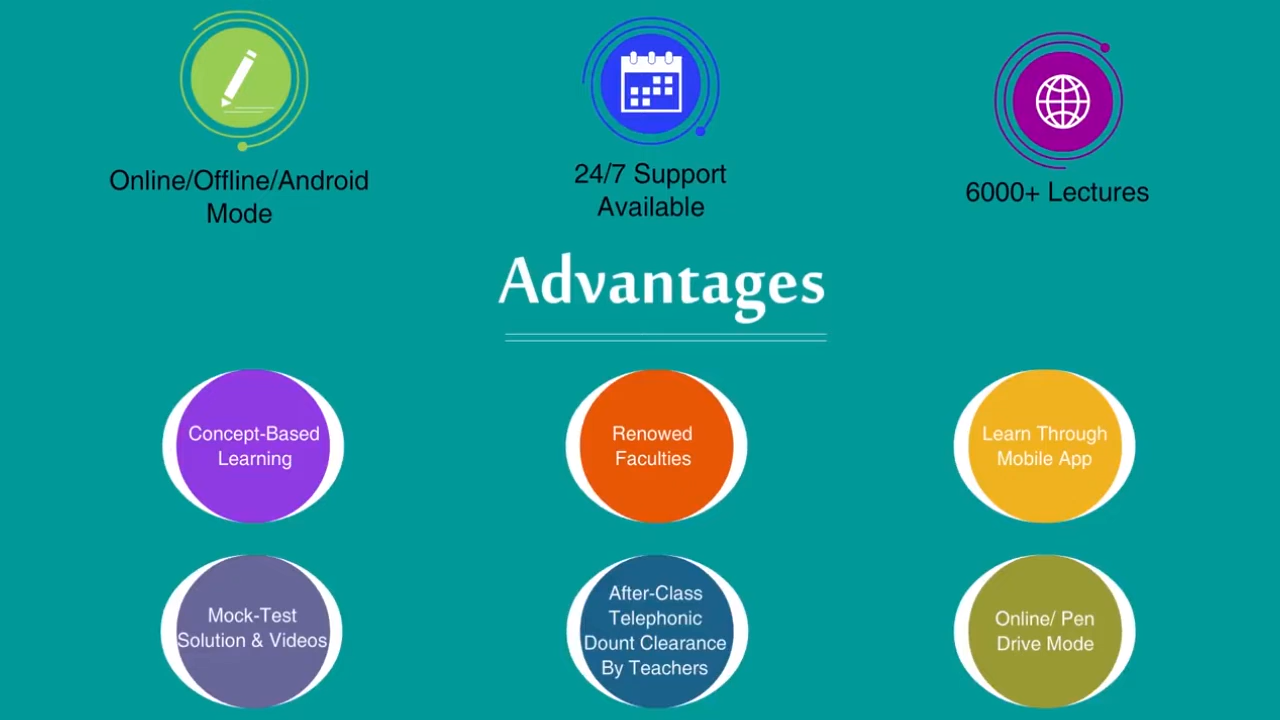 Online/Offline/Android
Mode
24/7 Support
Available
6000+ Lectures
Advantages
Concept-Based
Learning
Renowed
Faculties
Learn Through
Mobile App
Mock-Test
Solution & Videos
After-Class
Telephonic
Dount Clearance
By Teachers
Online/ Pen
Drive Mode